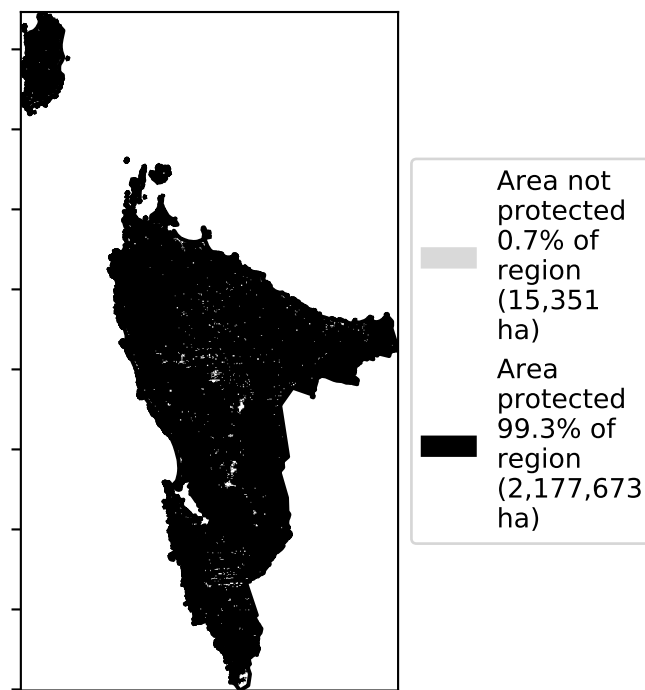 Area not
protected
0.7% of
region
(15,351
ha)
Area
protected
99.3% of
region
(2,177,673
ha)